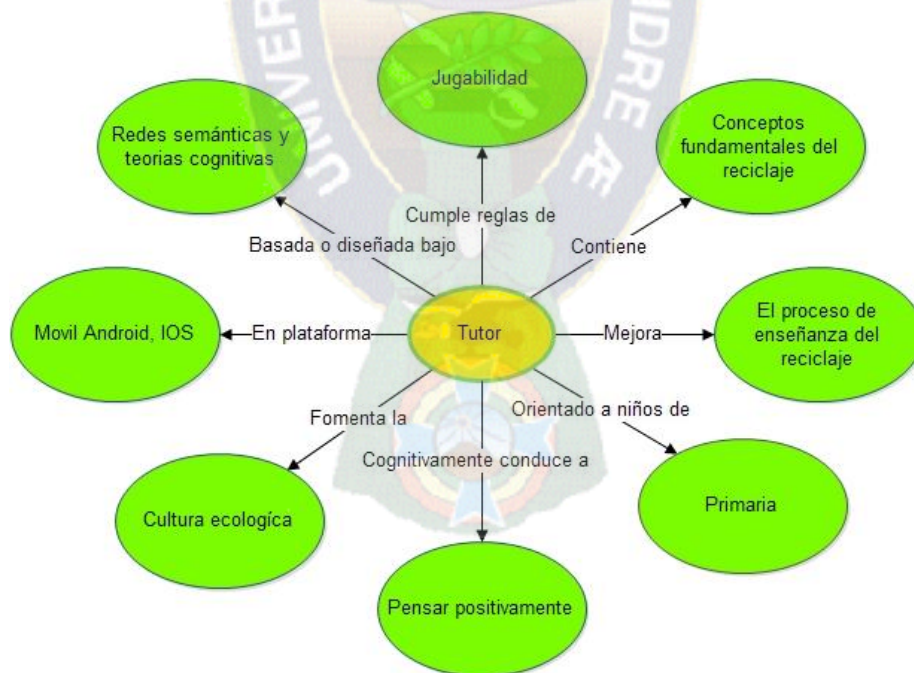 UNIVER
IDREÆ
Jugabilidad
Redes semánticas y
teorias cognitivas
Conceptos
fundamentales del
reciclaje
Cumple reglas de
Basada o diseñada bajo
Contiene
Movil Android, IOS
En plataforma
Tutor
Mejora
El proceso de
enseñanza del
reciclaje
Fomenta la
Orientado a niños de
Cognitivamente conduce a
Cultura ecologíca
Primaria
Pensar positivamente